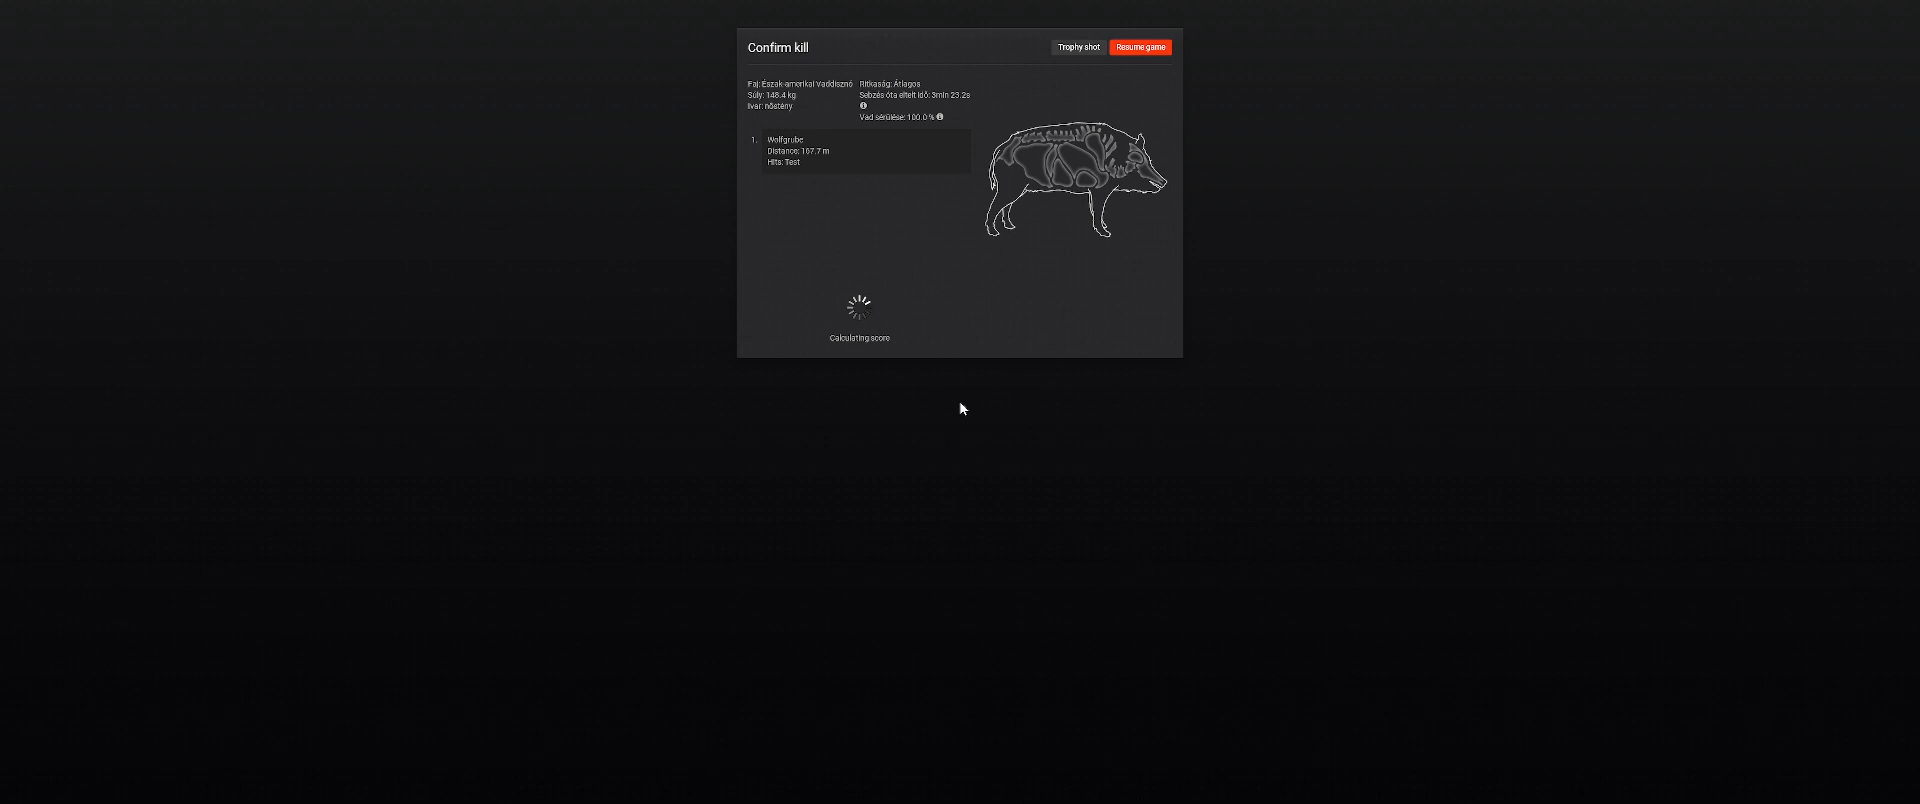 Confirm kill
Trophy shot
Resume game
Faj: Észak-amerikai Vaddisznó
Súly: 148.4 kg
Ivar: nőstény
Ritkaság: Átlagos
Sebzés óta eltelt idő: 3min 23.2s
Vad sérülése: 100.0 %
1.
Wolfgrube
Distance: 167.7 m
Hits: Test
Calculating score